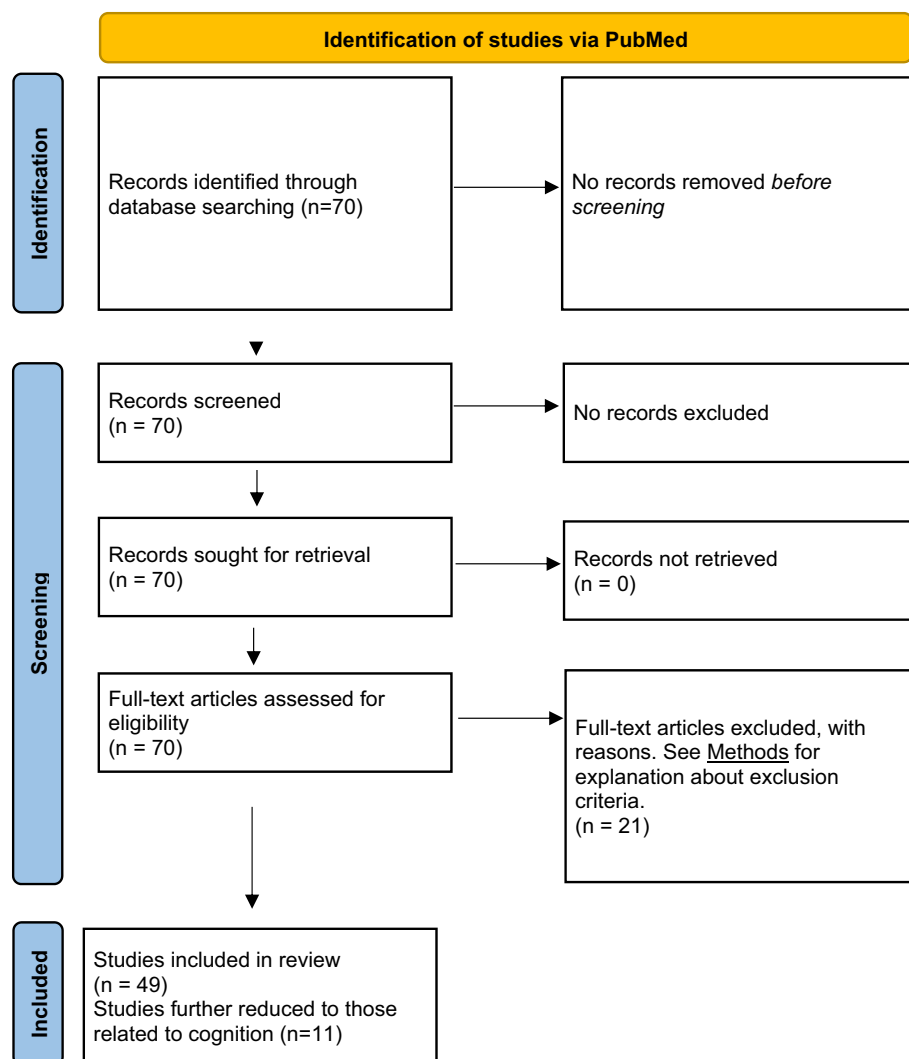 Identification of studies via PubMed
Identification
Records identified through
database searching (n=70)
No records removed before
screening
Screening
Records screened
(n = 70)
No records excluded
Records sought for retrieval
(n = 70)
Records not retrieved
(n = 0)
Full-text articles assessed for
eligibility
(n = 70)
Full-text articles excluded, with
reasons. See Methods for
explanation about exclusion
criteria.
(n = 21)
Included
Studies included in review
(n = 49)
Studies further reduced to those
related to cognition (n=11)